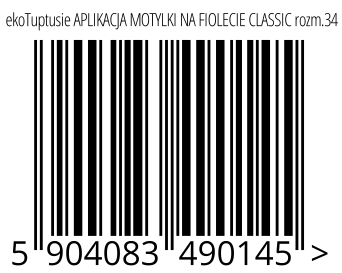 ekoTuptusie APLIKACJA MOTYLKI NA FIOLECIE CLASSIC rozm.34
5 904083 490145 >